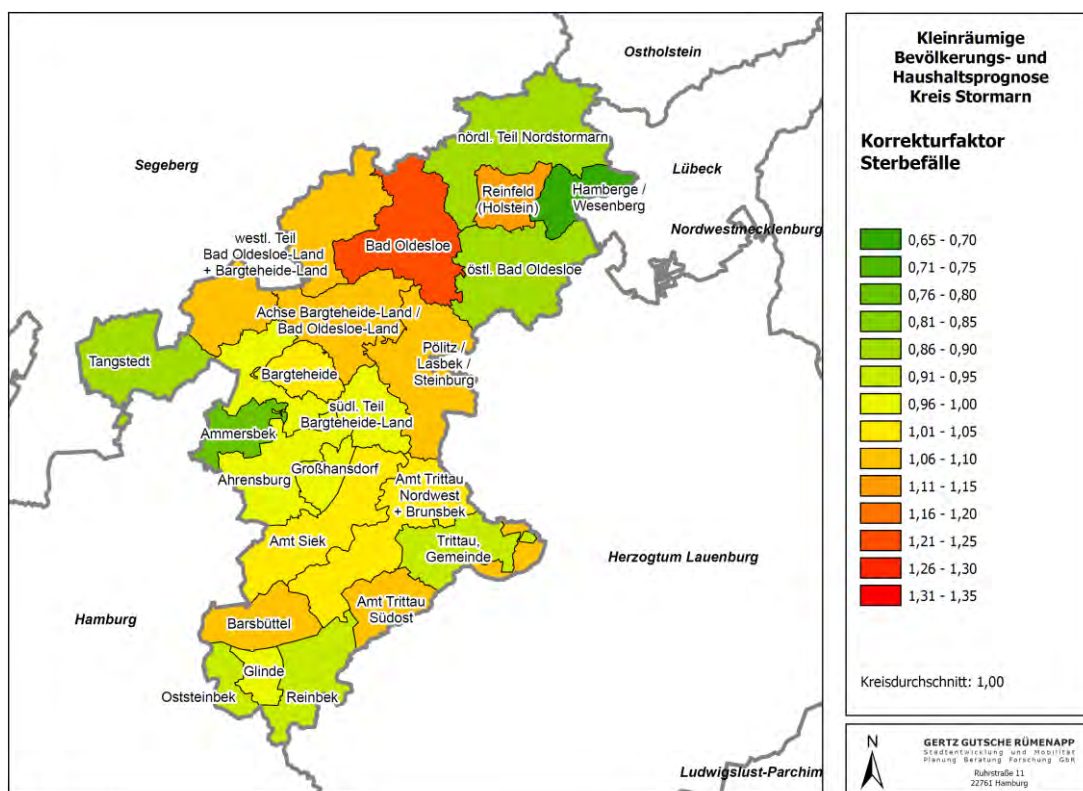 Ostholstein
Segeberg
nördl. Teil Nordstormarn
Lübeck
Reinfeld
(Holstein)
Hamberge /
Wesenberg
Nordwestmecklenburg
westl. Teil
Bad Oldesloe-Land
+ Bargteheide-Land
Bad Oldesloe
östl. Bad Oldesloe
Achse Bargteheide-Land /
Bad Oldesloe-Land
Pölitz /
Lasbek /
Steinburg
Tangstedt
Bargteheide
südl. Teil
Bargteheide-Land
Ammersbek
Großhansdorf
Ahrensburg
Amt Trittau
Nordwest
+ Brunsbek
Amt Siek
Trittau,
Gemeinde
Herzogtum Lauenburg
Hamburg
Barsbüttel
Amt Trittau
Südost
Glinde
Oststeinbek
Reinbek
Ludwigslust-Parchim
Kleinräumige
Bevölkerungs- und
Haushaltsprognose
Kreis Stormarn
Korrekturfaktor
Sterbefälle
0,65 - 0,70
0,71 - 0,75
0,76 - 0,80
0,81 - 0,85
0,86 - 0,90
0,91 - 0,95
0,96 - 1,00
1,01 - 1,05
1,06 - 1,10
1,11 - 1,15
1,16 - 1,20
1,21 - 1,25
1,26 - 1,30
1,31 - 1,35
Kreisdurchschnitt: 1,00
N
GERTZ GUTSCHE RÜMENAPP
Stadtentwicklung und Mobilität
Planung Beratung Forschung GbR
Ruhrstraße 11
22761 Hamburg